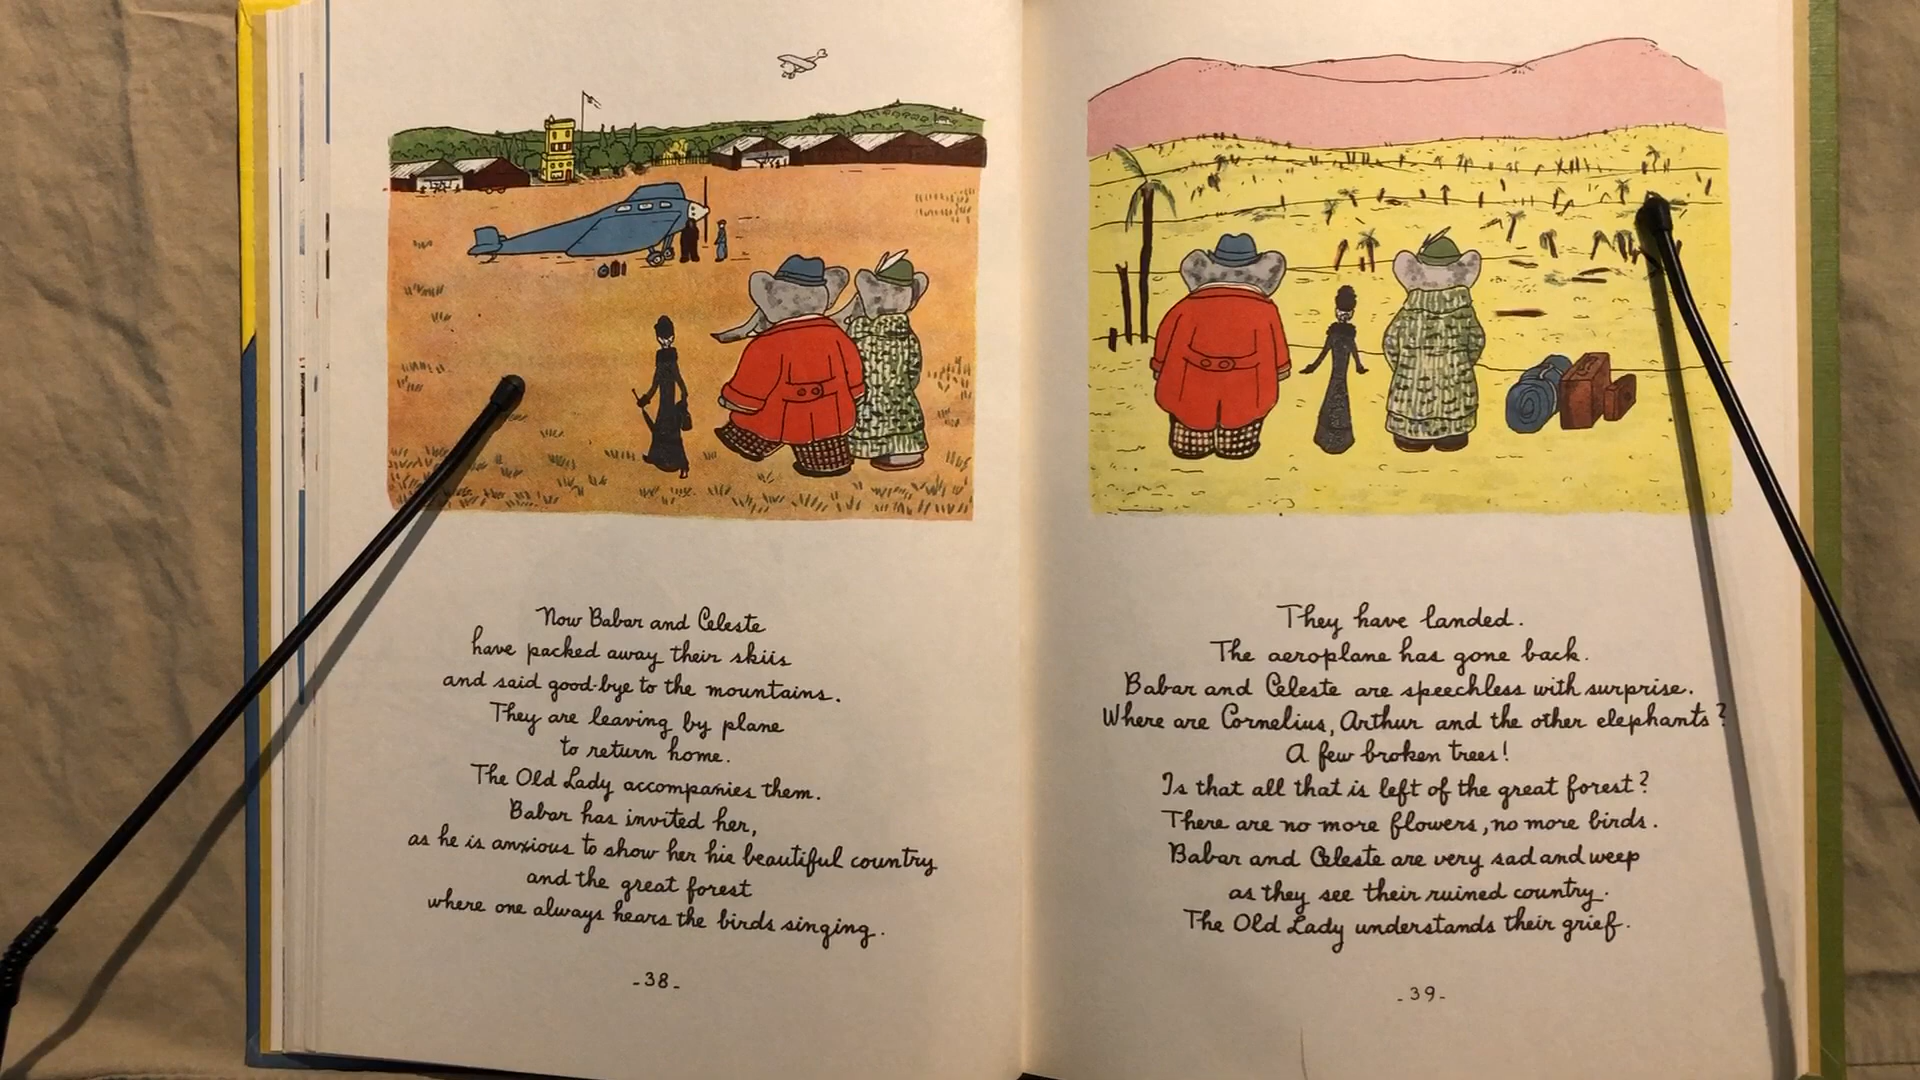 Now Babar and Celeste
have packed away their skiis
and said good-bye to the mountains.
They are leaving by plane
to return home.
The Old Lady accompanies them.
Babar has invited her,
as he is anxious to show her his beautiful country
and the great forest
where one always hears the birds singing.
-38-
They have landed.
The aeroplane has gone back.
Babar and Celeste are speechless with surprise.
Where are Cornelius, Arthur and the other elephants?
A few broken trees!
Is that all that is left of the great forest?
There are no more flowers, no more birds.
Babar and Celeste are very sad and weep
as they see their ruined country.
The Old Lady understands their grief.
-39-